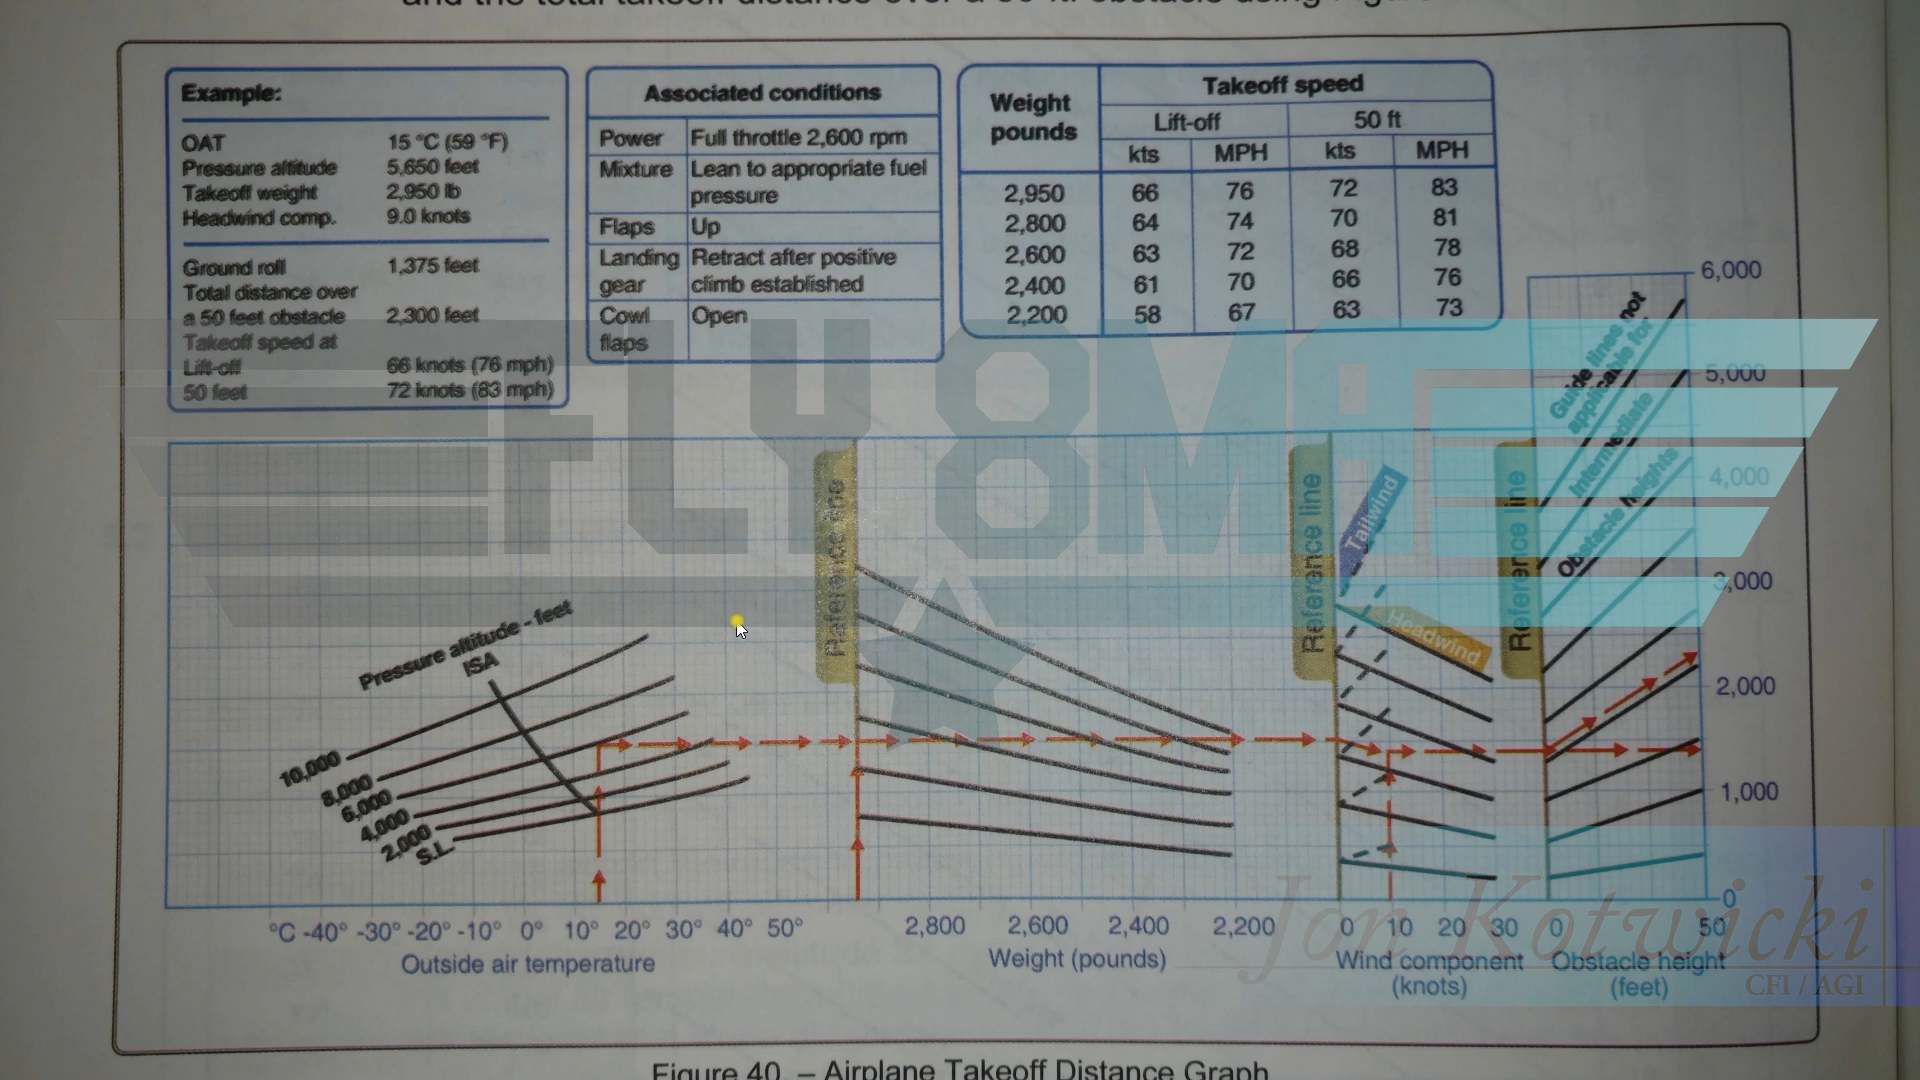 and the total takeoff distance over a 50 ft. obstacle using Figure
Example:
OAT 15 °C (59 °F)
Pressure altitude 5,650 feet
Takeoff weight 2,950 lb
Headwind comp. 9.0 knots
Ground roll 1,375 feet
Total distance over
a 50 feet obstacle 2,300 feet
Takeoff speed at
Lift-off 66 knots (76 mph)
50 feet 72 knots (83 mph)
Associated conditions
Power Full throttle 2,600 rpm
Mixture Lean to appropriate fuel
pressure
Flaps Up
Landing Retract after positive
gear climb established
Cowl Open
flaps
Weight
pounds
Takeoff speed
Lift-off 50 ft
kts MPH kts MPH
2,950 66 76 72 83
2,800 64 74 70 81
2,600 63 72 68 78
2,400 61 70 66 76
2,200 58 67 63 73
FLY8MA
Pressure altitude - feet
ISA
10,000
8,000
6,000
4,000
2,000
S.L.
Reference line
Reference line
Tailwind
Headwind
Reference line
Guide lines not
applicable for
Intermediate
Obstacle heights
6,000
5,000
4,000
3,000
2,000
1,000
0
°C -40° -30° -20° -10° 0° 10° 20° 30° 40° 50°
Outside air temperature
2,800 2,600 2,400 2,200
Weight (pounds)
0 10 20 30
Wind component
(knots)
0 50
Obstacle height
(feet)
Jon Kotwicki
CFI / AGI
Figure 40. – Airplane Takeoff Distance Graph